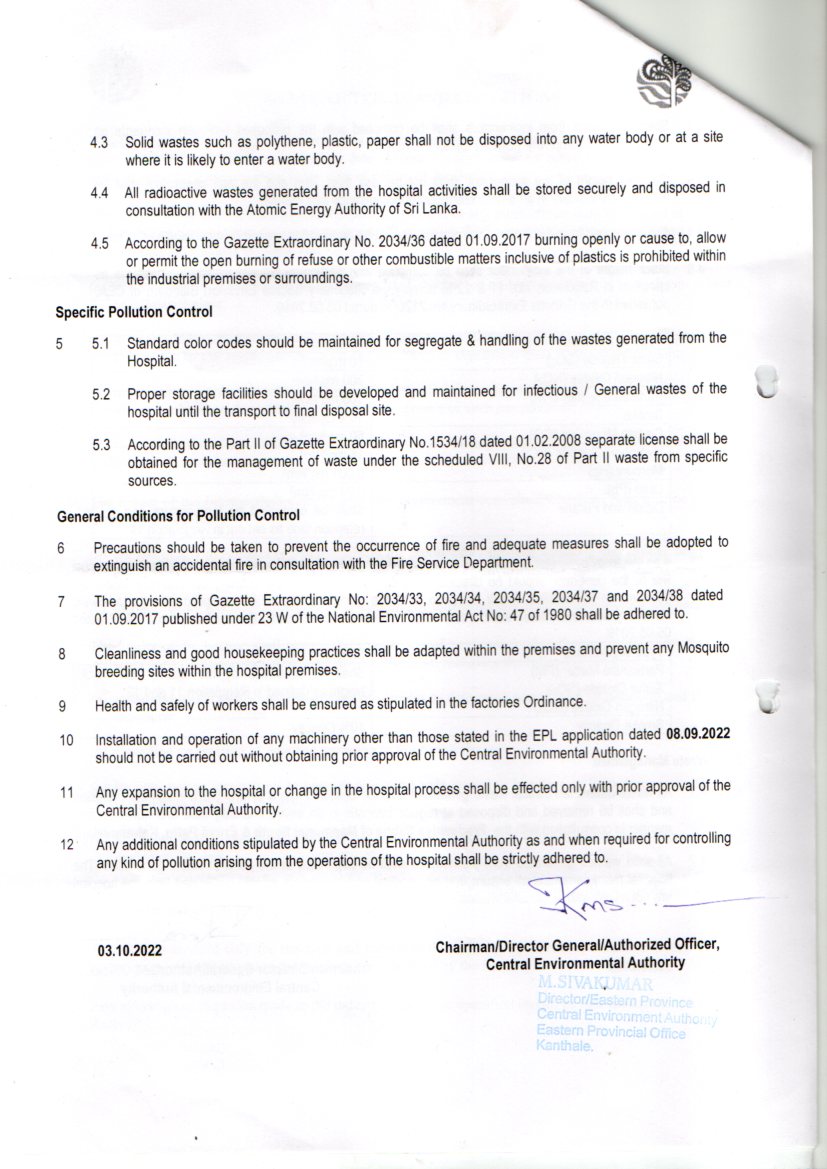 4.3 Solid wastes such as polythene, plastic, paper shall not be disposed into any water body or at a site
where it is likely to enter a water body.
4.4 All radioactive wastes generated from the hospital activities shall be stored securely and disposed in
consultation with the Atomic Energy Authority of Sri Lanka.
4.5 According to the Gazette Extraordinary No. 2034/36 dated 01.09.2017 burning openly or cause to, allow
or permit the open burning of refuse or other combustible matters inclusive of plastics is prohibited within
the industrial premises or surroundings.
Specific Pollution Control
5 5.1 Standard color codes should be maintained for segregate & handling of the wastes generated from the
Hospital.
5.2 Proper storage facilities should be developed and maintained for infectious / General wastes of the
hospital until the transport to final disposal site.
5.3 According to the Part II of Gazette Extraordinary No.1534/18 dated 01.02.2008 separate license shall be
obtained for the management of waste under the scheduled VIII, No.28 of Part II waste from specific
sources.
General Conditions for Pollution Control
6 Precautions should be taken to prevent the occurrence of fire and adequate measures shall be adopted to
extinguish an accidental fire in consultation with the Fire Service Department.
7 The provisions of Gazette Extraordinary No: 2034/33, 2034/34, 2034/35, 2034/37 and 2034/38 dated
01.09.2017 published under 23 W of the National Environmental Act No: 47 of 1980 shall be adhered to.
8 Cleanliness and good housekeeping practices shall be adapted within the premises and prevent any Mosquito
breeding sites within the hospital premises.
9 Health and safely of workers shall be ensured as stipulated in the factories Ordinance.
10 Installation and operation of any machinery other than those stated in the EPL application dated 08.09.2022
should not be carried out without obtaining prior approval of the Central Environmental Authority.
11 Any expansion to the hospital or change in the hospital process shall be effected only with prior approval of the
Central Environmental Authority.
12 Any additional conditions stipulated by the Central Environmental Authority as and when required for controlling
any kind of pollution arising from the operations of the hospital shall be strictly adhered to.
03.10.2022
Chairman/Director General/Authorized Officer,
Central Environmental Authority
M.SIVAKUMAR
Director/Eastern Province
Central Environment Authority
Eastern Provincial Office
Kanthale.